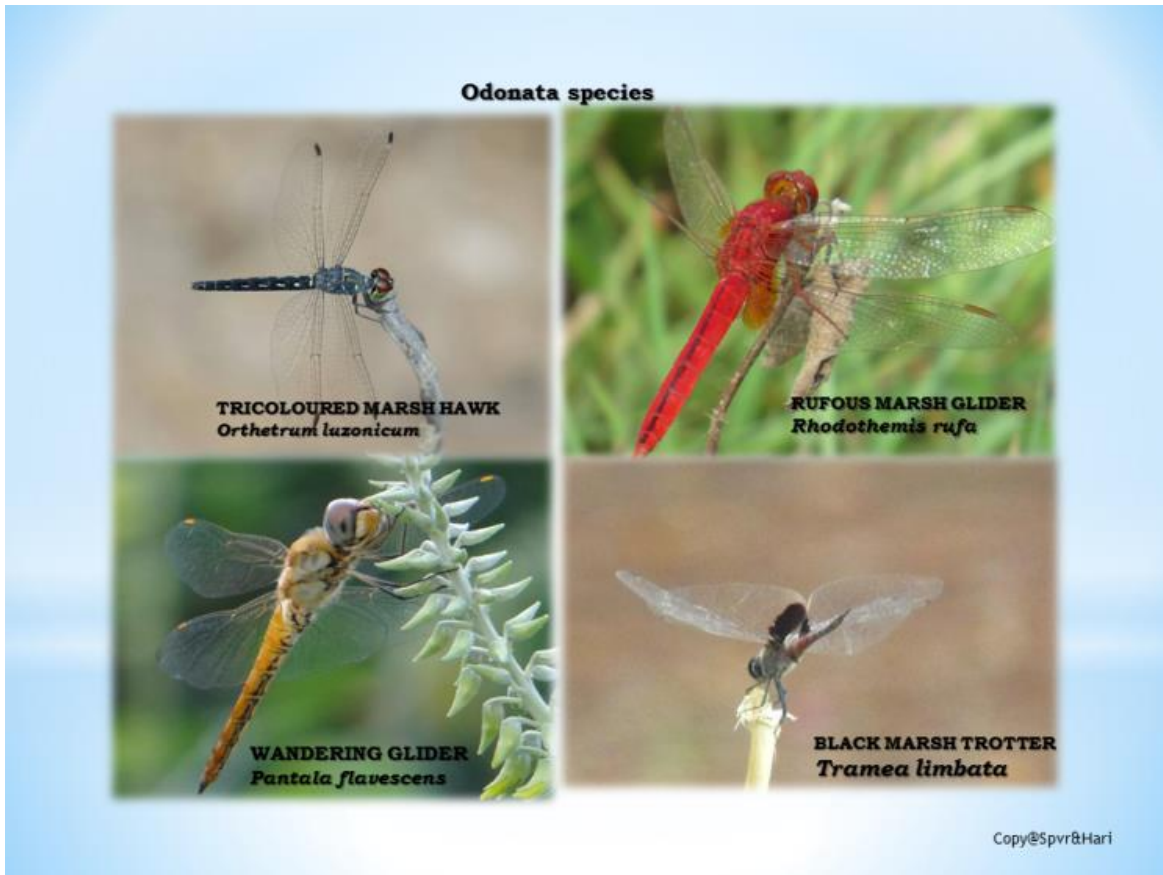 Odonata species
TRICOLOURED MARSH HAWK
Orthetrum luzonicum
RUFOUS MARSH GLIDER
Rhodothemis rufa
WANDERING GLIDER
Pantala flavescens
BLACK MARSH TROTTER
Tramea limbata
Copy@Spvr&Hari